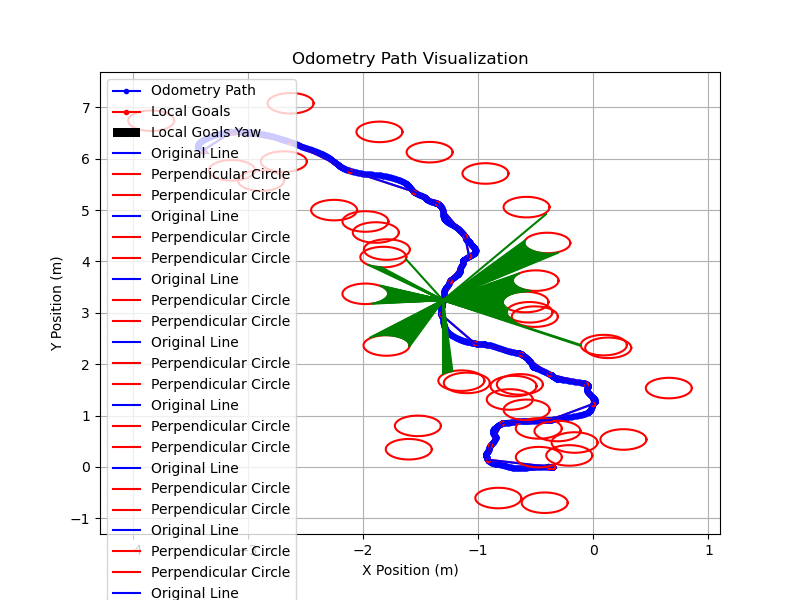 Odometry Path Visualization
Odometry Path
Local Goals
Local Goals Yaw
Original Line
Perpendicular Circle
Perpendicular Circle
Original Line
Perpendicular Circle
Perpendicular Circle
Original Line
Perpendicular Circle
Perpendicular Circle
Original Line
Perpendicular Circle
Perpendicular Circle
Original Line
Perpendicular Circle
Perpendicular Circle
Original Line
Perpendicular Circle
Perpendicular Circle
Original Line
Perpendicular Circle
Perpendicular Circle
Original Line
Y Position (m)
7
6
5
4
3
2
1
0
−1
−4
−3
−2
−1
0
1
X Position (m)